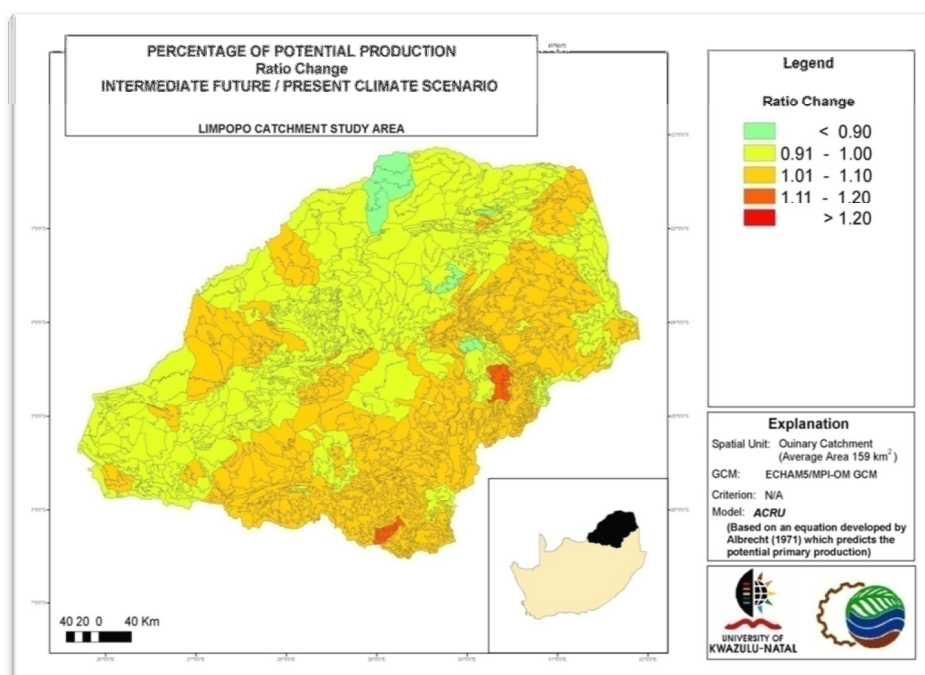 PERCENTAGE OF POTENTIAL PRODUCTION
Ratio Change
INTERMEDIATE FUTURE / PRESENT CLIMATE SCENARIO
LIMPOPO CATCHMENT STUDY AREA
Legend
Ratio Change
< 0.90
0.91 - 1.00
1.01 - 1.10
1.11 - 1.20
> 1.20
Explanation
Spatial Unit: Quinary Catchment
(Average Area 159 km²)
GCM: ECHAM5/MPI-OM GCM
Criterion: N/A
Model: ACRU
(Based on an equation developed by
Albrecht (1971) which predicts the
potential primary production)
40 20 0 40 Km
UNIVERSITY OF
KWAZULU-NATAL